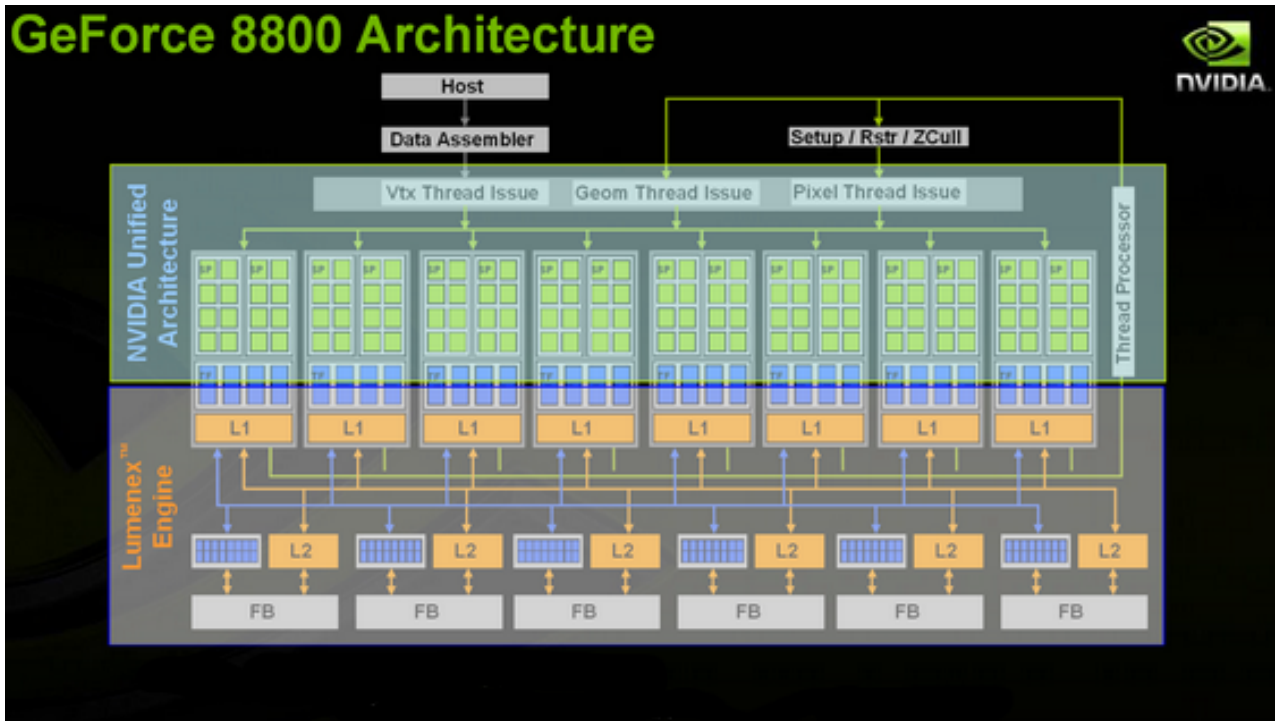 GeForce 8800 Architecture
NVIDIA
Host
Data Assembler
Setup / Rstr / ZCull
NVIDIA Unified
Architecture
Vtx Thread Issue
Geom Thread Issue
Pixel Thread Issue
Thread Processor
SP SP SP SP SP SP SP SP SP SP SP SP SP SP SP SP
TF TF TF TF TF TF TF TF
L1 L1 L1 L1 L1 L1 L1 L1
Lumenex™
Engine
L2 L2 L2 L2 L2 L2
FB FB FB FB FB FB